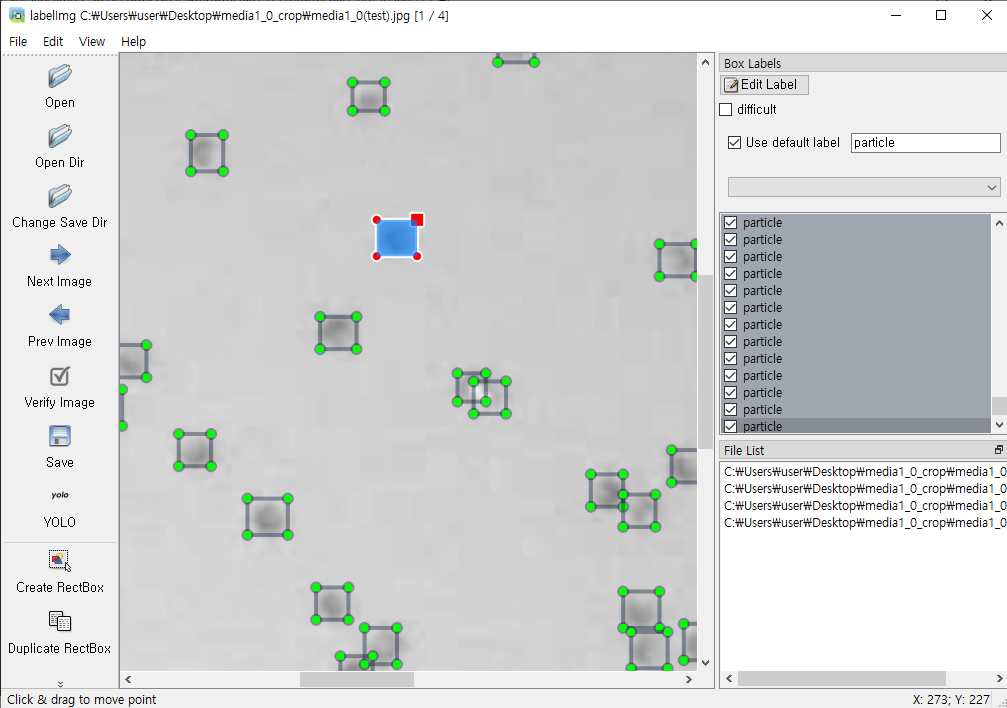 labelImg C:₩Users₩user₩Desktop₩media1_0_crop₩media1_0(test).jpg [1 / 4]
File Edit View Help
Open
Open Dir
Change Save Dir
Next Image
Prev Image
Verify Image
Save
yolo
YOLO
Create RectBox
Duplicate RectBox
Box Labels
Edit Label
difficult
Use default label particle
particle
particle
particle
particle
particle
particle
particle
particle
particle
particle
particle
particle
particle
File List
C:₩Users₩user₩Desktop₩media1_0_crop₩media1_0
C:₩Users₩user₩Desktop₩media1_0_crop₩media1_0
C:₩Users₩user₩Desktop₩media1_0_crop₩media1_0
C:₩Users₩user₩Desktop₩media1_0_crop₩media1_0
Click & drag to move point
X: 273; Y: 227